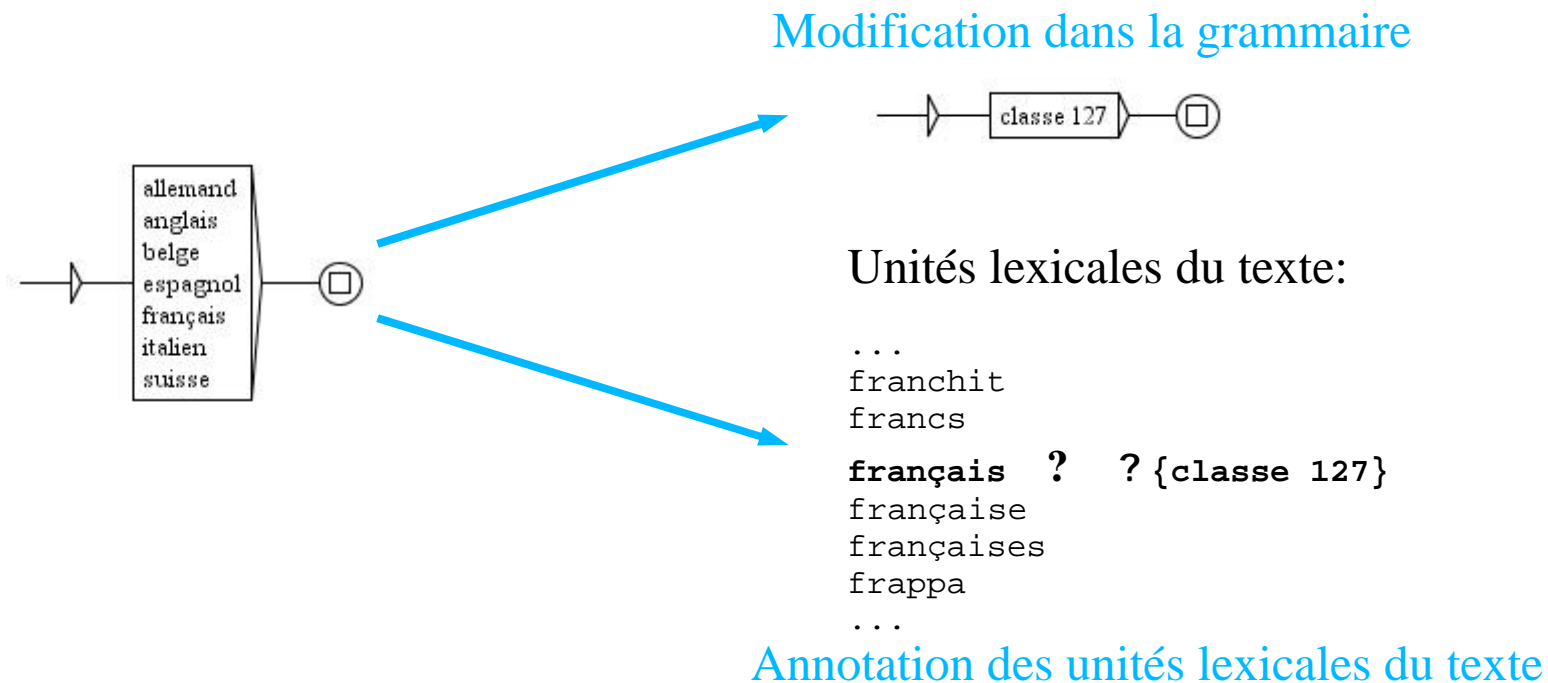 Modification dans la grammaire
classe 127
allemand
anglais
belge
espagnol
français
italien
suisse
Unités lexicales du texte:
...
franchit
francs
français ? ? {classe 127}
française
françaises
frappa
...
Annotation des unités lexicales du texte